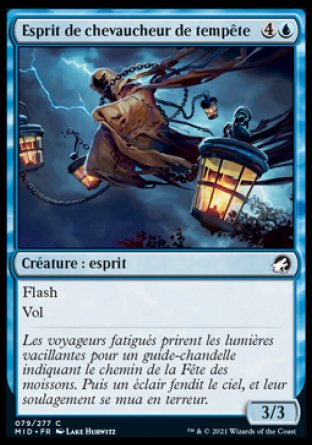 Esprit de chevaucheur de tempête 4
Créature : esprit
Flash
Vol
Les voyageurs fatigués prirent les lumières
vacillantes pour un guide-chandelle
indiquant le chemin de la Fête des
moissons. Puis un éclair fendit le ciel, et leur
soulagement se mua en terreur.
3/3
079/277 C
MID • FR Lake Hurwitz
™ & © 2021 Wizards of the Coast